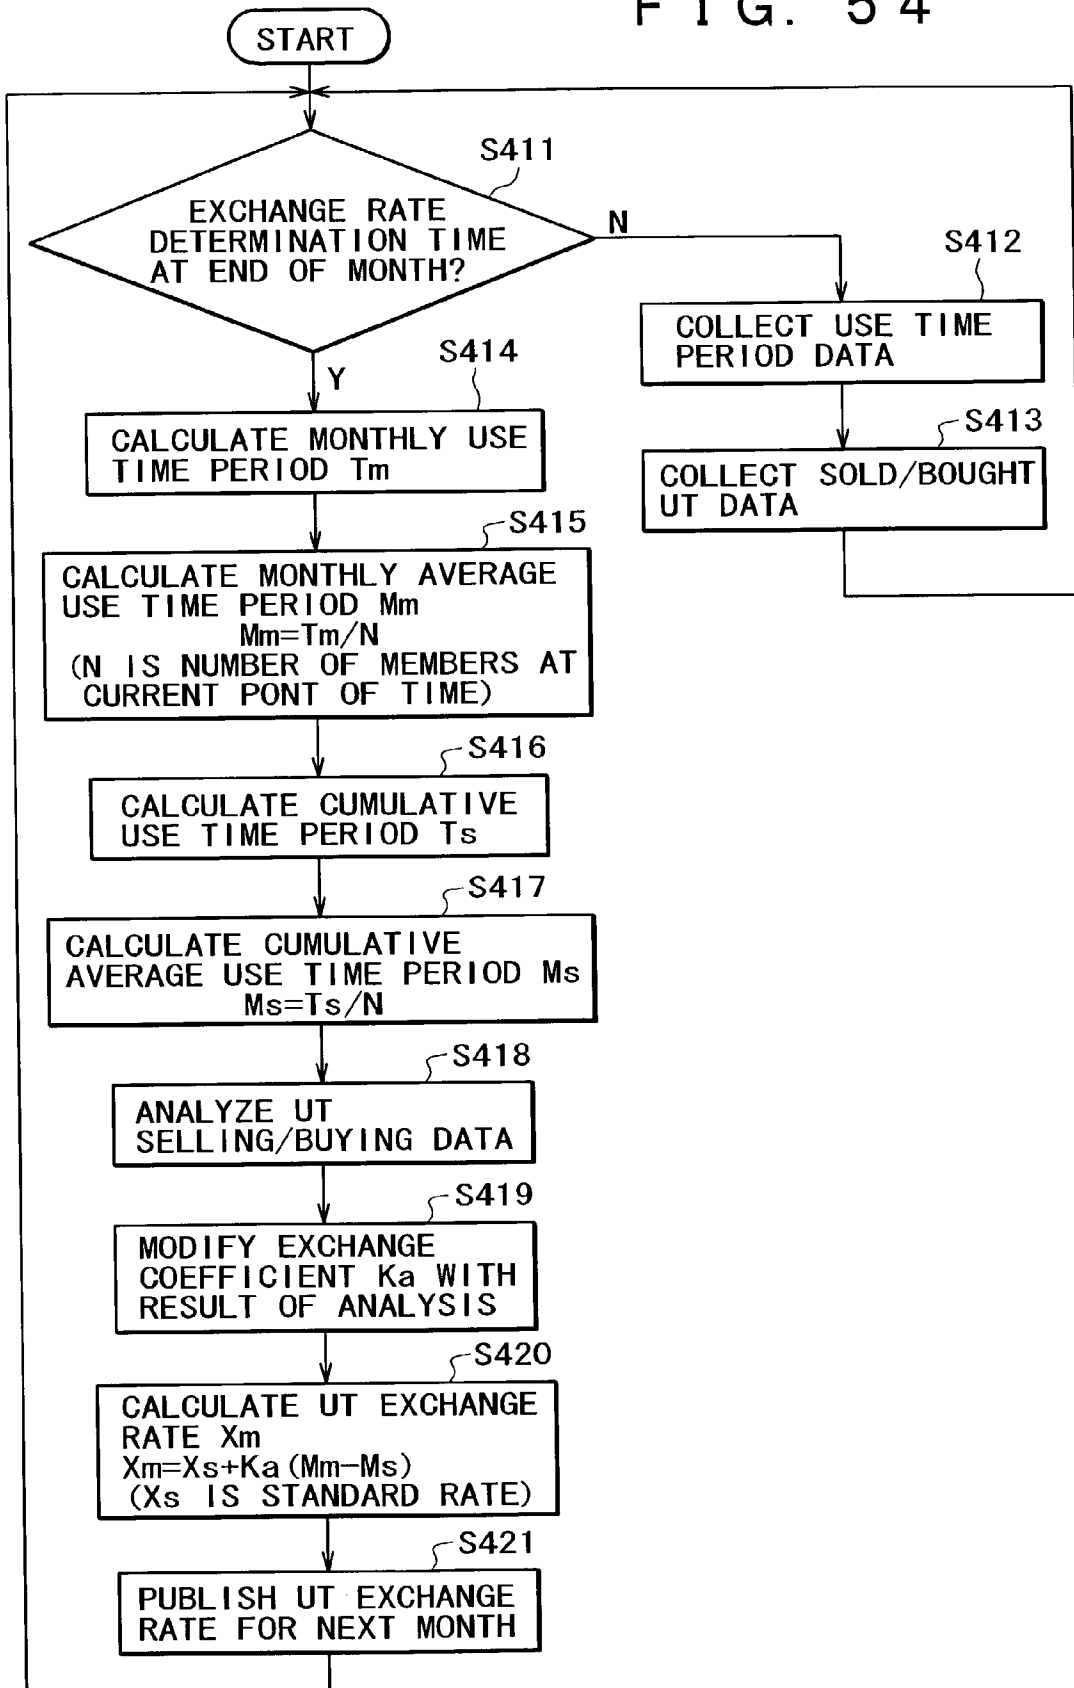 FIG. 54
START
S411
EXCHANGE RATE
DETERMINATION TIME
AT END OF MONTH?
N
Y
S412
COLLECT USE TIME
PERIOD DATA
S413
COLLECT SOLD/BOUGHT
UT DATA
S414
CALCULATE MONTHLY USE
TIME PERIOD Tm
S415
CALCULATE MONTHLY AVERAGE
USE TIME PERIOD Mm
Mm=Tm/N
(N IS NUMBER OF MEMBERS AT
CURRENT PONT OF TIME)
S416
CALCULATE CUMULATIVE
USE TIME PERIOD Ts
S417
CALCULATE CUMULATIVE
AVERAGE USE TIME PERIOD Ms
Ms=Ts/N
S418
ANALYZE UT
SELLING/BUYING DATA
S419
MODIFY EXCHANGE
COEFFICIENT Ka WITH
RESULT OF ANALYSIS
S420
CALCULATE UT EXCHANGE
RATE Xm
Xm=Xs+Ka(Mm-Ms)
(Xs IS STANDARD RATE)
S421
PUBLISH UT EXCHANGE
RATE FOR NEXT MONTH